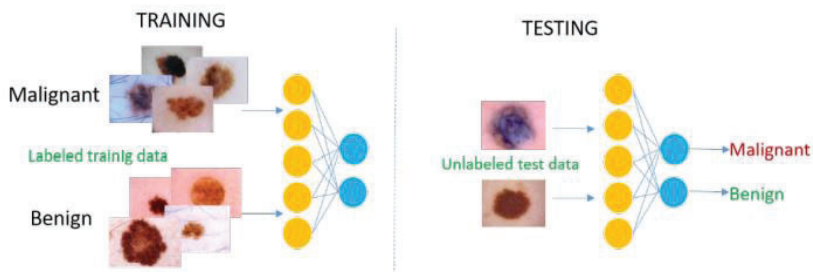 TRAINING
Malignant
Labeled trainig data
Benign
TESTING
Unlabeled test data
Malignant
Benign